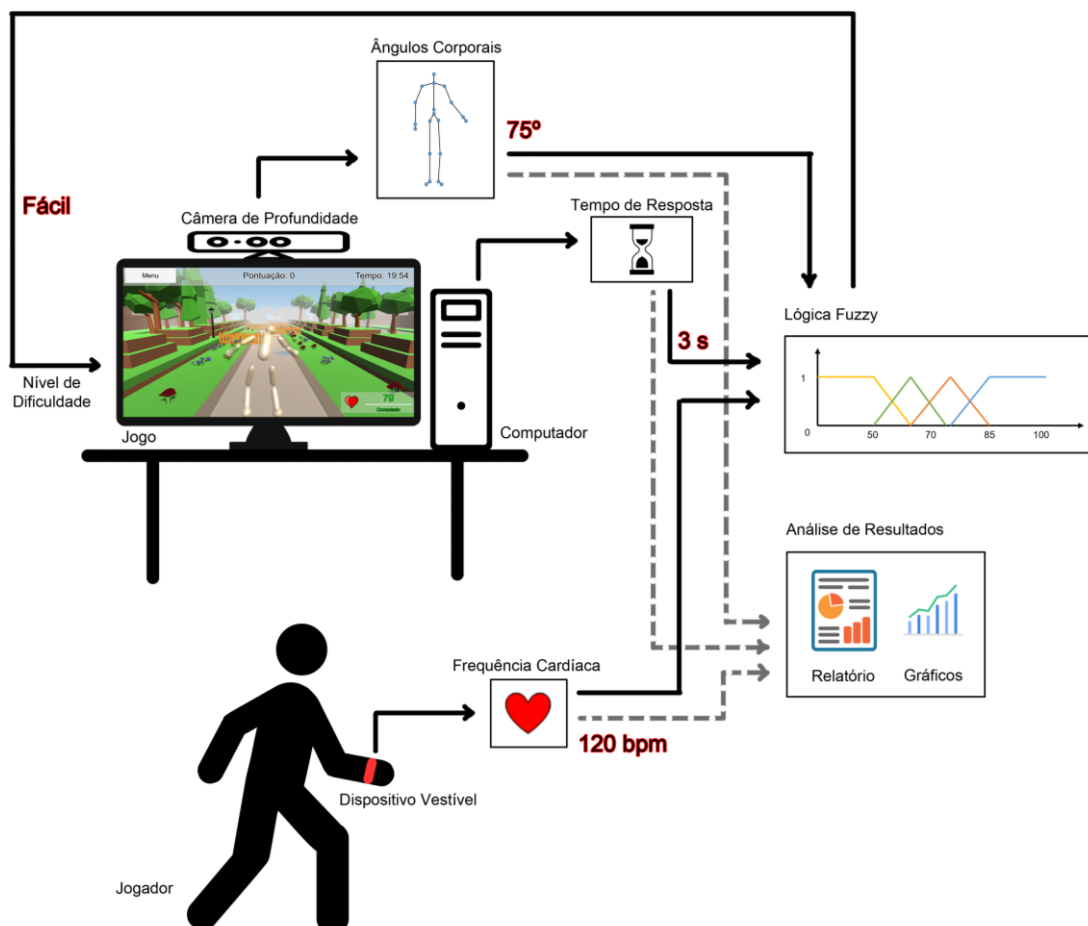 Ângulos Corporais
75º
Fácil
Câmera de Profundidade
Tempo de Resposta
Menu
Pontuação: 0
Tempo: 19:54
Lógica Fuzzy
3 s
1
0
50
70
85
100
Nível de
Dificuldade
79
Conectado
Jogo
Computador
Análise de Resultados
Relatório
Gráficos
Frequência Cardíaca
120 bpm
Dispositivo Vestível
Jogador